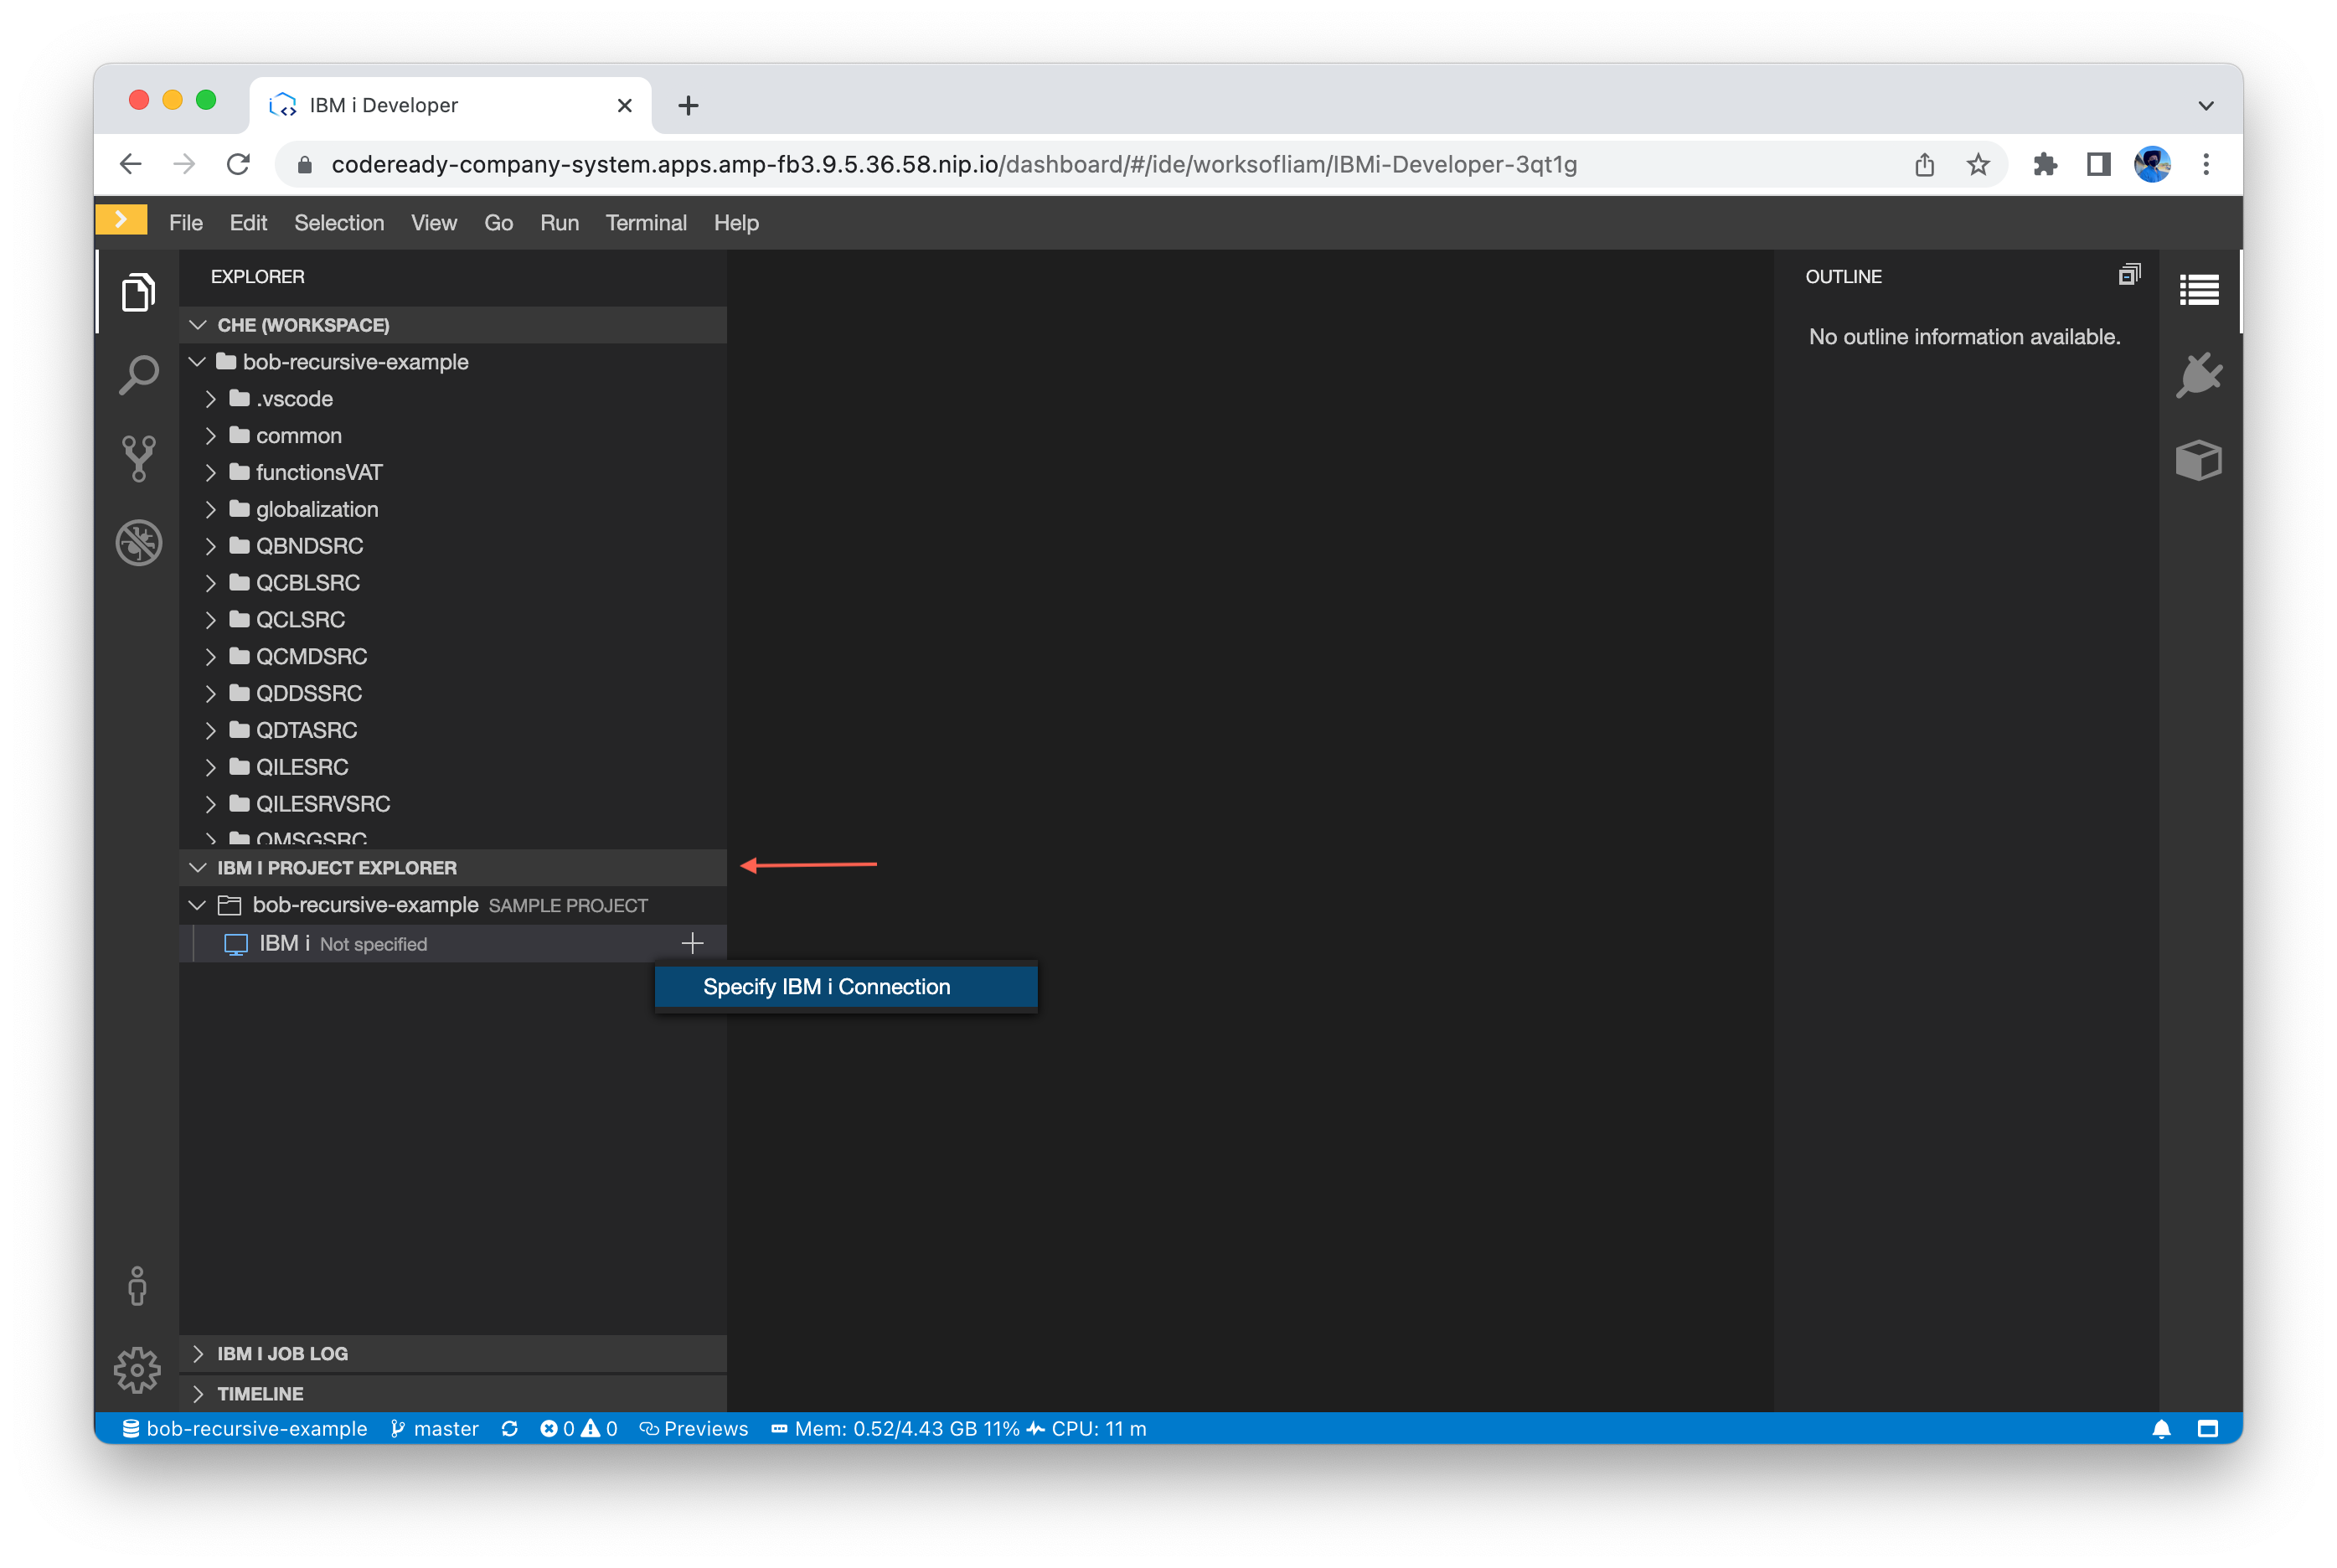 IBM i Developer
codeready-company-system.apps.amp-fb3.9.5.36.58.nip.io/dashboard/#/ide/worksofliam/IBMi-Developer-3qt1g
File Edit Selection View Go Run Terminal Help
EXPLORER
CHE (WORKSPACE)
bob-recursive-example
.vscode
common
functionsVAT
globalization
QBNDSRC
QCBLSRC
QCLSRC
QCMDSRC
QDDSSRC
QDTASRC
QILESRC
QILESRVSRC
QMSGSRC
IBM I PROJECT EXPLORER
bob-recursive-example SAMPLE PROJECT
IBM i Not specified
Specify IBM i Connection
IBM I JOB LOG
TIMELINE
OUTLINE
No outline information available.
bob-recursive-example master 0 0 Previews Mem: 0.52/4.43 GB 11% CPU: 11 m